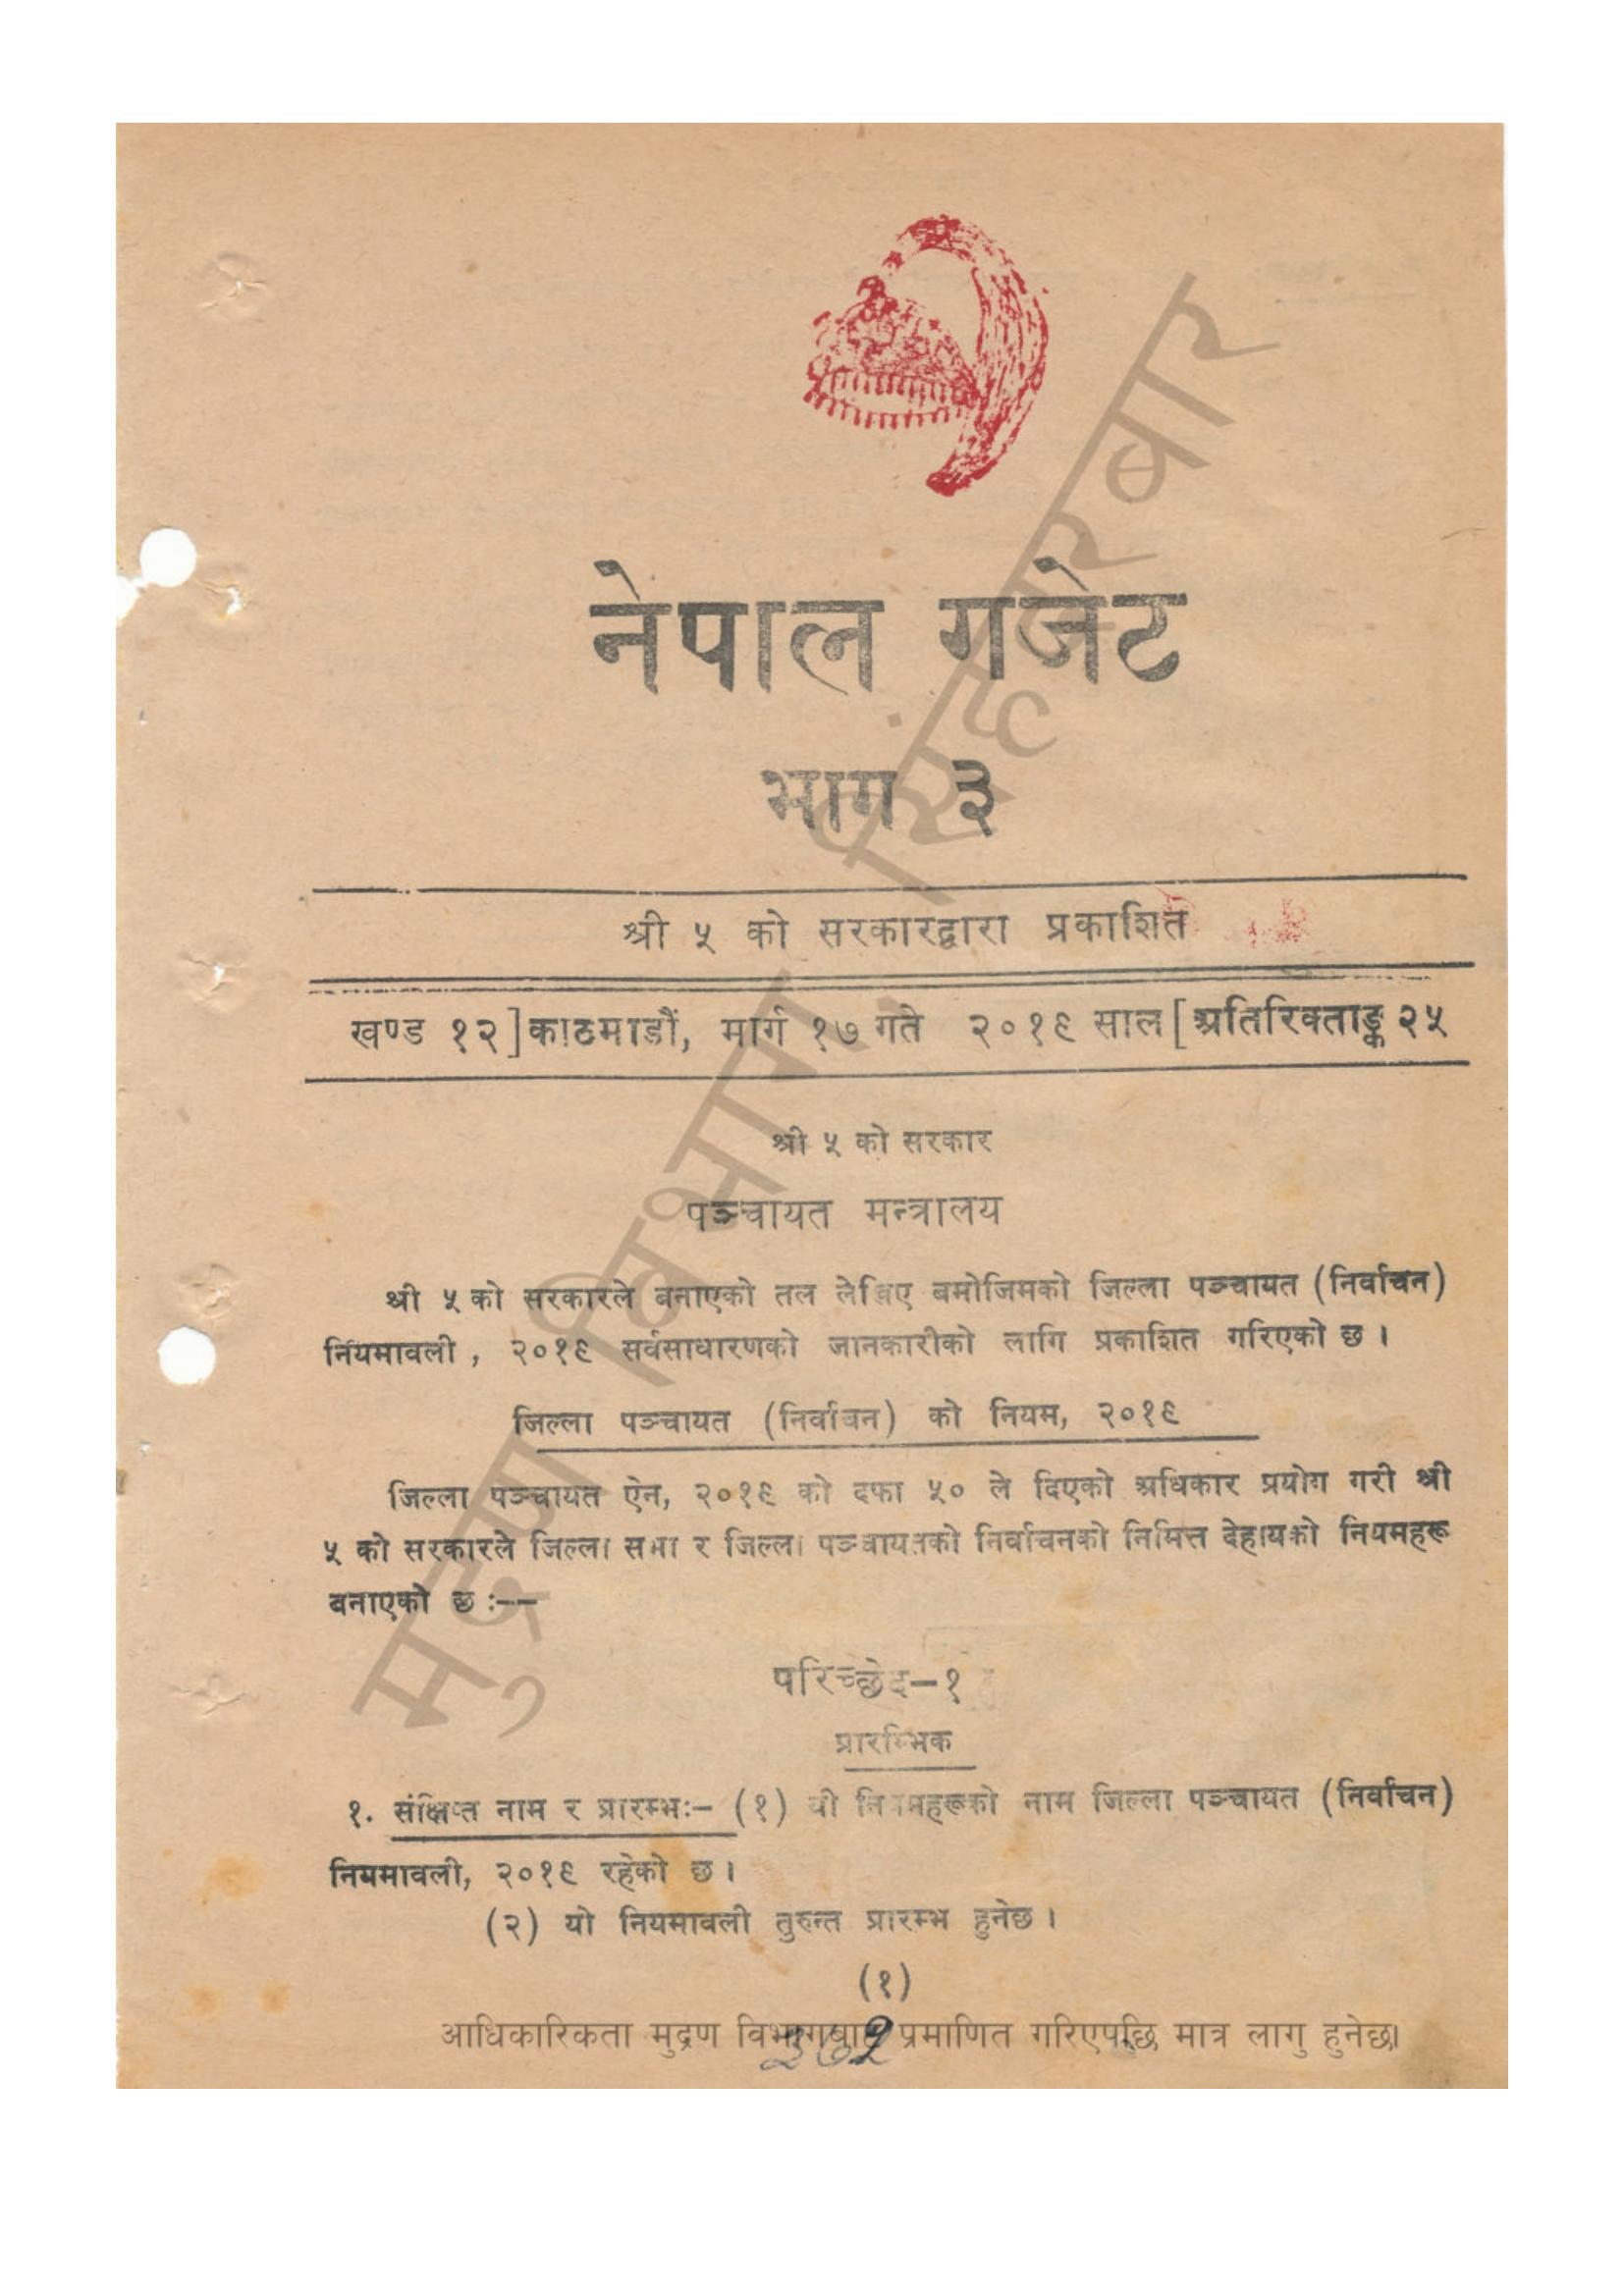 नेपाल गजेट
भाग ३
श्री ५ को सरकारद्वारा प्रकाशित
खण्ड १२] काठमाडौं, मार्ग १७ गते २०१९ साल [अतिरिक्ताङ्क २५
श्री ५ को सरकार
पञ्चायत मन्त्रालय
श्री ५ को सरकारले बनाएको तल लेखिए बमोजिमको जिल्ला पञ्चायत (निर्वाचन)
नियमावली, २०१९ सर्वसाधारणको जानकारीको लागि प्रकाशित गरिएको छ ।
जिल्ला पञ्चायत (निर्वाचन) को नियम, २०१९
जिल्ला पञ्चायत ऐन, २०१९ को दफा ५० ले दिएको अधिकार प्रयोग गरी श्री
५ को सरकारले जिल्ला सभा र जिल्ला पञ्चायतको निर्वाचनको निमित्त देहायको नियमहरू
बनाएको छ :--
परिच्छेद-१
प्रारम्भिक
१. संक्षिप्त नाम र प्रारम्भः- (१) यी नियमहरूको नाम जिल्ला पञ्चायत (निर्वाचन)
नियमावली, २०१९ रहेको छ ।
(२) यो नियमावली तुरुन्त प्रारम्भ हुनेछ ।
(१)
आधिकारिकता मुद्रण विभागबाट प्रमाणित गरिएपछि मात्र लागु हुनेछ।
मुद्रण विभाग, सिंहदरवार